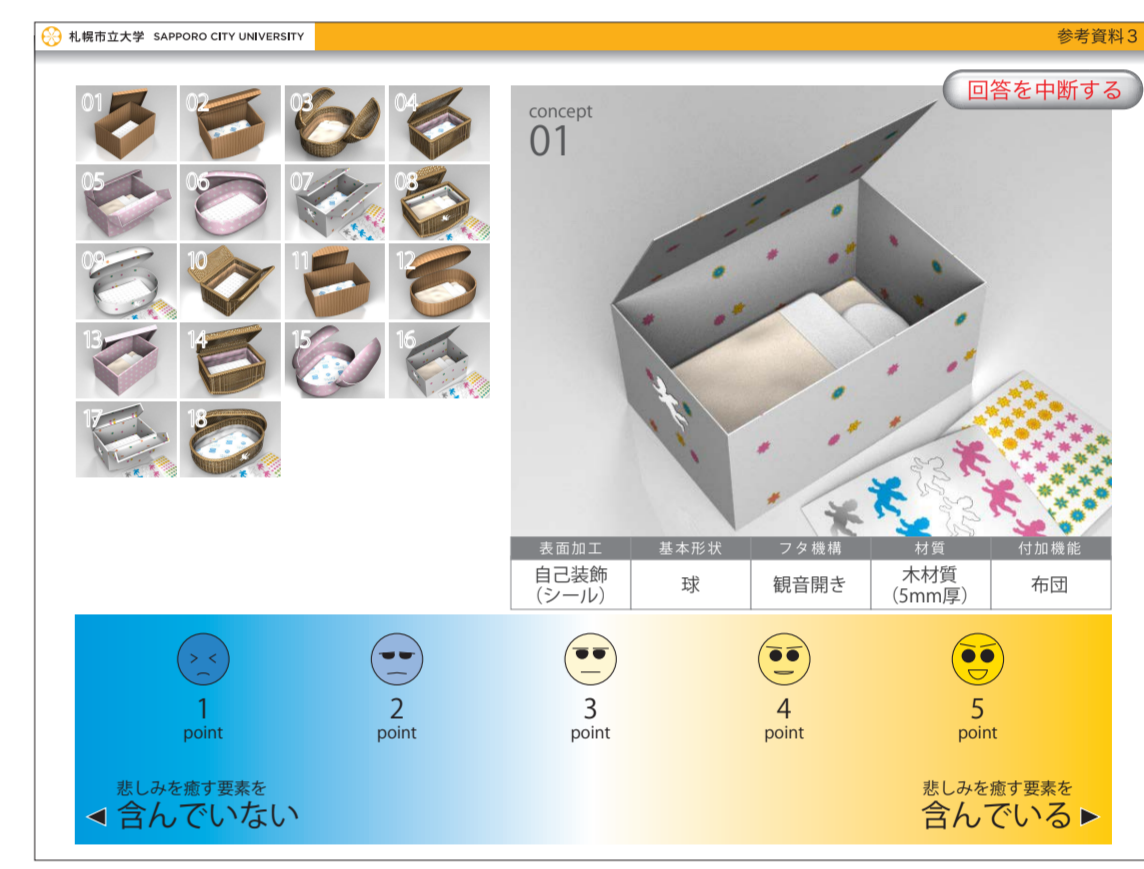 札幌市立大学 SAPPORO CITY UNIVERSITY
参考資料3
回答を中断する
01
02
03
04
05
06
07
08
09
10
11
12
13
14
15
16
17
18
concept
01
表面加工 基本形状 フタ機構 材質 付加機能
自己装飾
(シール)
球
観音開き
木材質
(5mm厚)
布団
1
point
2
point
3
point
4
point
5
point
悲しみを癒す要素を
◀ 含んでいない
悲しみを癒す要素を
含んでいる ▶